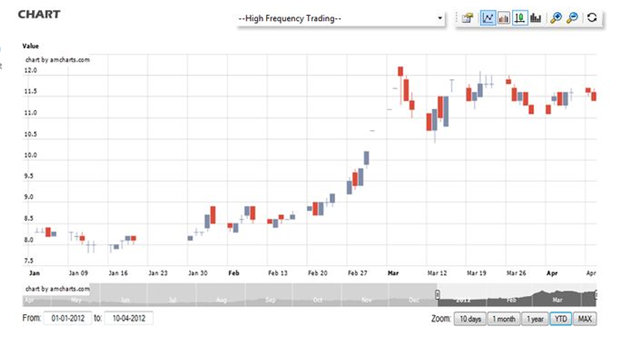 CHART
--High Frequency Trading--
Value
chart by amcharts.com
12.0
11.5
11.0
10.5
10.0
9.5
9.0
8.5
8.0
7.5
Jan Jan 09 Jan 16 Jan 23 Jan 30 Feb Feb 13 Feb 20 Feb 27 Mar Mar 12 Mar 19 Mar 26 Apr Apr
chart by amcharts.com
Apr May Jun Jul Aug Sep Oct Nov Dec 2012 Feb Mar
From: 01-01-2012 to: 10-04-2012 Zoom: 10 days 1 month 1 year YTD MAX